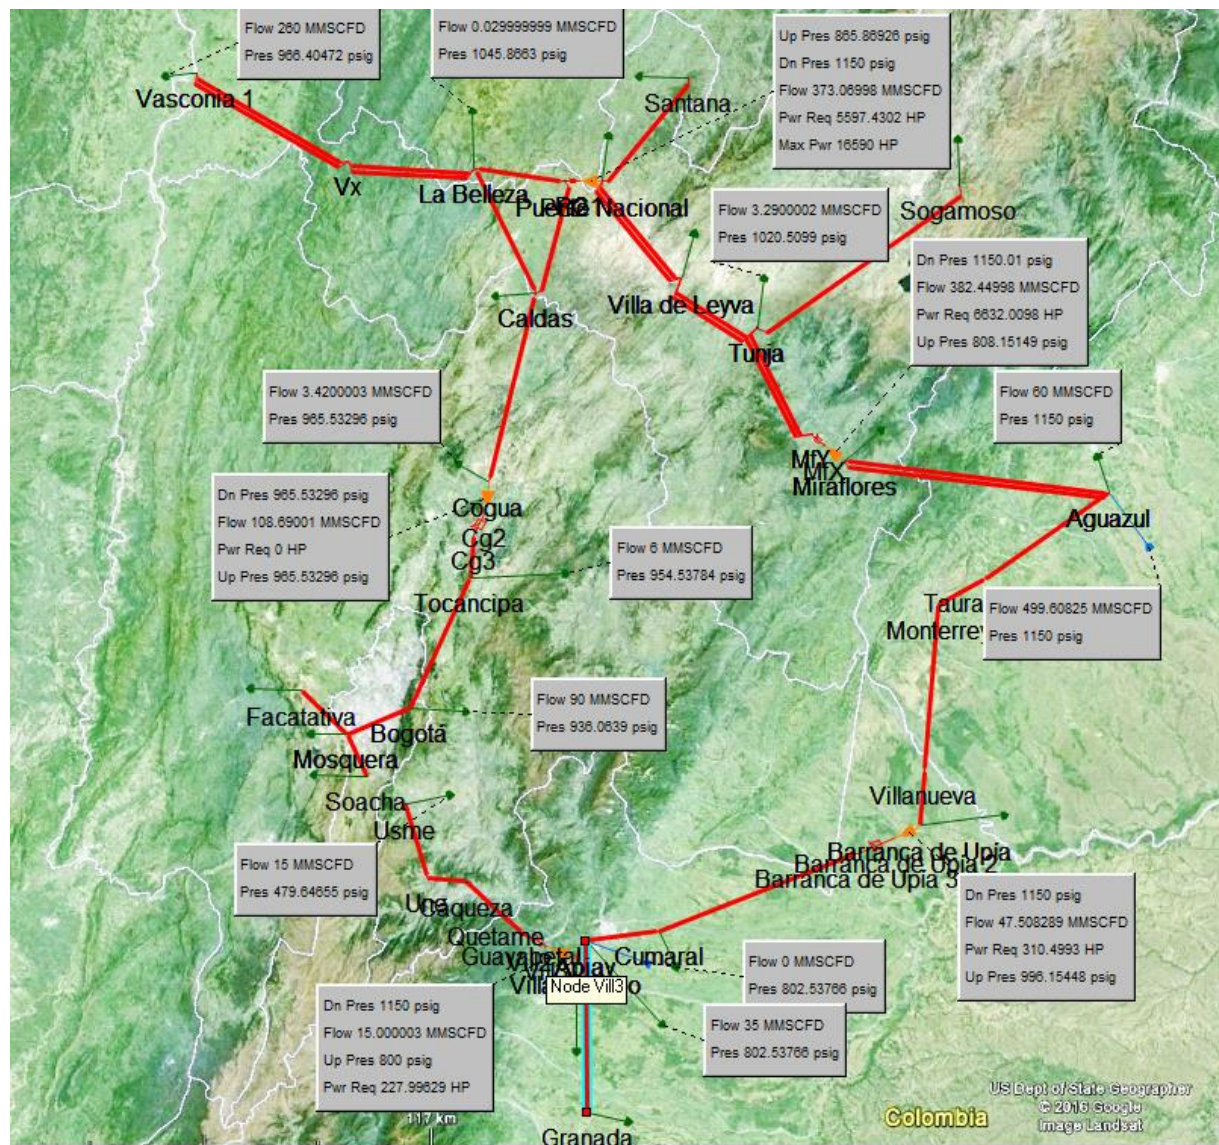 Flow 260 MMSCFD
Pres 966.40472 psig
Flow 0.029999999 MMSCFD
Pres 1045.8663 psig
Up Pres 865.86926 psig
Dn Pres 1150 psig
Flow 373.06998 MMSCFD
Pwr Req 5597.4302 HP
Max Pwr 16590 HP
Vasconia 1
Santana
Vx
La Belleza
Nacional
Sogamoso
Flow 3.2900002 MMSCFD
Pres 1020.5099 psig
Dn Pres 1150.01 psig
Flow 382.44998 MMSCFD
Pwr Req 6632.0098 HP
Up Pres 808.15149 psig
Villa de Leyva
Caldas
Tunja
Flow 3.4200003 MMSCFD
Pres 965.53296 psig
Flow 60 MMSCFD
Pres 1150 psig
MfY
MfX
Miraflores
Dn Pres 965.53296 psig
Flow 108.69001 MMSCFD
Pwr Req 0 HP
Up Pres 965.53296 psig
Cogua
Cg2
Cg3
Aguazul
Flow 6 MMSCFD
Pres 954.53784 psig
Tocancipa
Taura
Monterrey
Flow 499.60825 MMSCFD
Pres 1150 psig
Flow 90 MMSCFD
Pres 936.0639 psig
Facatativa
Bogotá
Mosquera
Soacha
Usme
Villanueva
Barranca de Upia
Barranca de Upia 2
Barranca de Upia 3
Flow 15 MMSCFD
Pres 479.64655 psig
Une
Caqueza
Dn Pres 1150 psig
Flow 47.508289 MMSCFD
Pwr Req 310.4993 HP
Up Pres 996.15448 psig
Quetame
Guayabetal
Apiay
Cumaral
Flow 0 MMSCFD
Pres 802.53766 psig
Node Vill3
Dn Pres 1150 psig
Flow 15.000003 MMSCFD
Up Pres 800 psig
Pwr Req 227.99629 HP
Flow 35 MMSCFD
Pres 802.53766 psig
117 km
Granada
Colombia
US Dept of State Geographer
© 2016 Google
Image Landsat